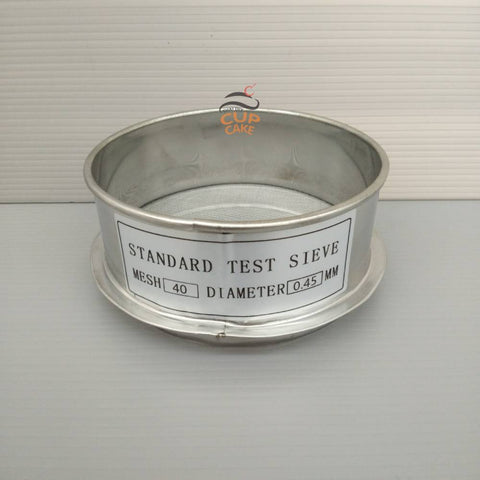 CUP
CAKE
STANDARD TEST SIEVE
MESH 40 DIAMETER 0.45 MM